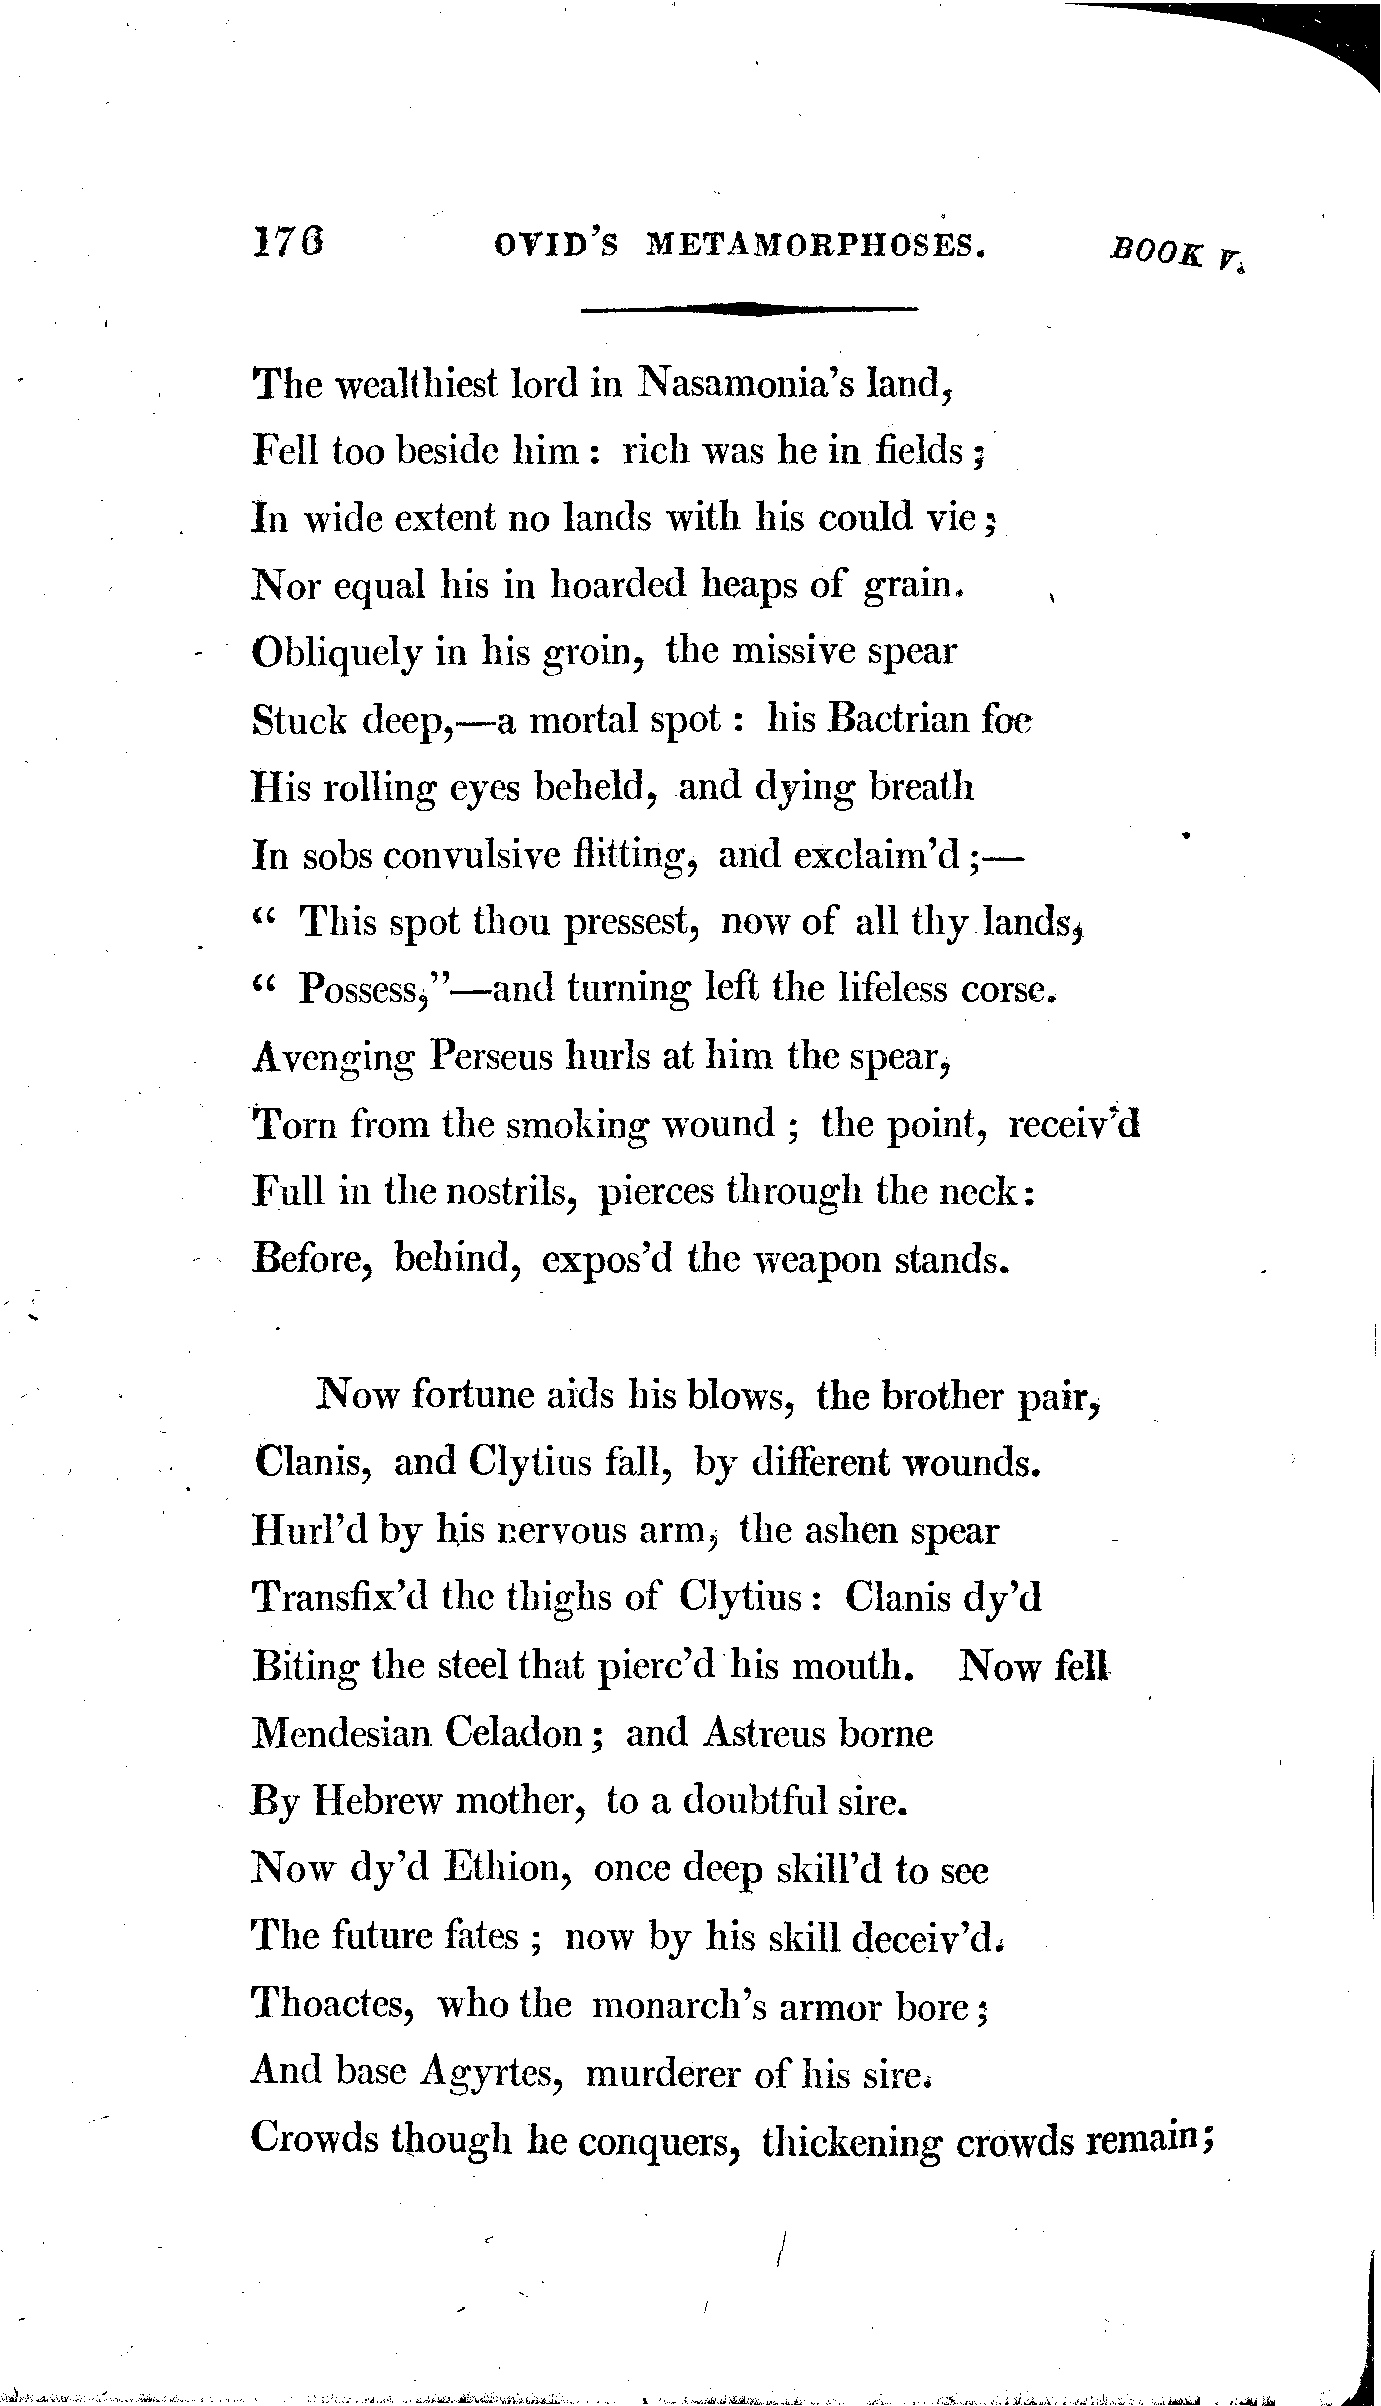 176 OVID'S METAMORPHOSES. BOOK V.
The wealthiest lord in Nasamonia's land,
Fell too beside him : rich was he in fields ;
In wide extent no lands with his could vie ;
Nor equal his in hoarded heaps of grain.
Obliquely in his groin, the missive spear
Stuck deep,—a mortal spot : his Bactrian foe
His rolling eyes beheld, and dying breath
In sobs convulsive flitting, and exclaim'd ;—
“ This spot thou pressest, now of all thy lands,
“ Possess,”—and turning left the lifeless corse.
Avenging Perseus hurls at him the spear,
Torn from the smoking wound ; the point, receiv'd
Full in the nostrils, pierces through the neck :
Before, behind, expos'd the weapon stands.
Now fortune aids his blows, the brother pair,
Clanis, and Clytius fall, by different wounds.
Hurl'd by his nervous arm, the ashen spear
Transfix'd the thighs of Clytius : Clanis dy'd
Biting the steel that pierc'd his mouth. Now fell
Mendesian Celadon ; and Astreus borne
By Hebrew mother, to a doubtful sire.
Now dy'd Ethion, once deep skill'd to see
The future fates ; now by his skill deceiv'd.
Thoactes, who the monarch's armor bore ;
And base Agyrtes, murderer of his sire.
Crowds though he conquers, thickening crowds remain ;